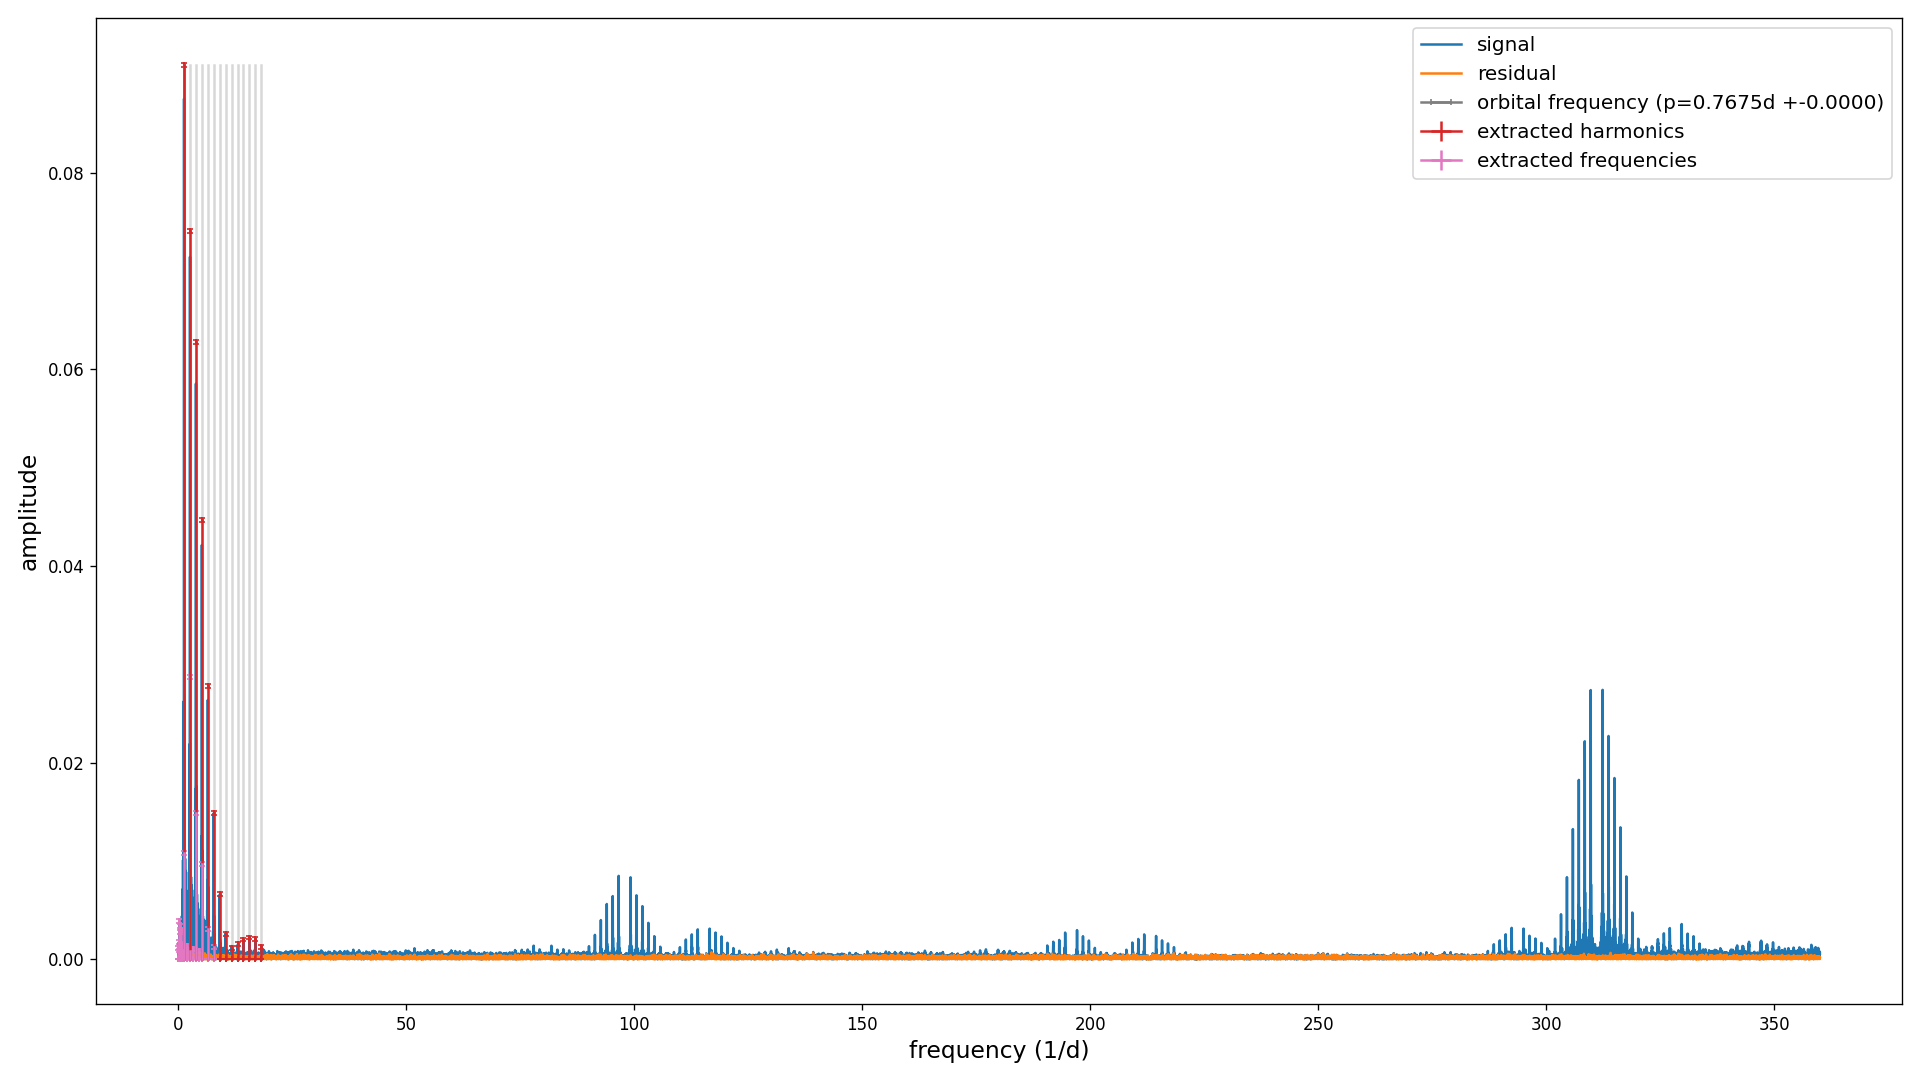 signal
residual
orbital frequency (p=0.7675d +-0.0000)
extracted harmonics
extracted frequencies
0.08
0.06
0.04
0.02
0.00
amplitude
0 50 100 150 200 250 300 350
frequency (1/d)